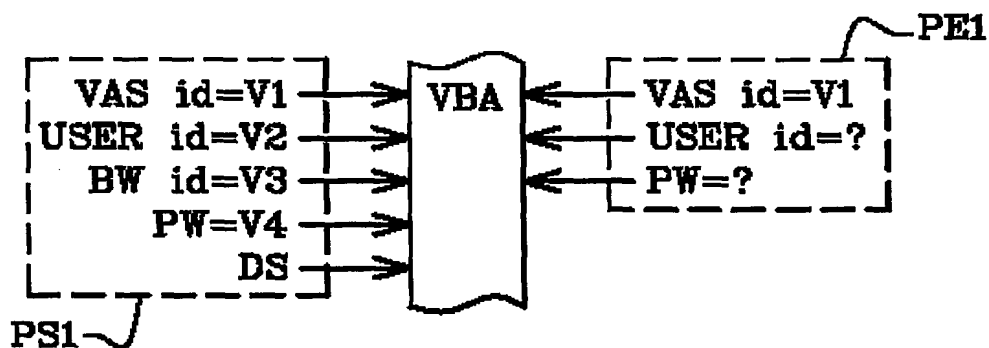 PE1
VAS id=V1
USER id=V2
BW id=V3
PW=V4
DS
VBA
VAS id=V1
USER id=?
PW=?
PS1